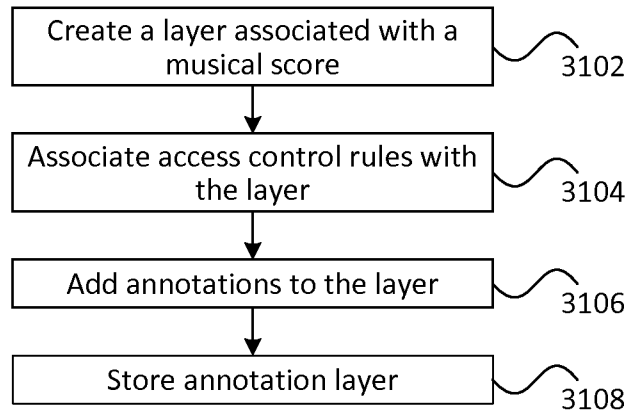 Create a layer associated with a
musical score
3102
Associate access control rules with
the layer
3104
Add annotations to the layer
3106
Store annotation layer
3108